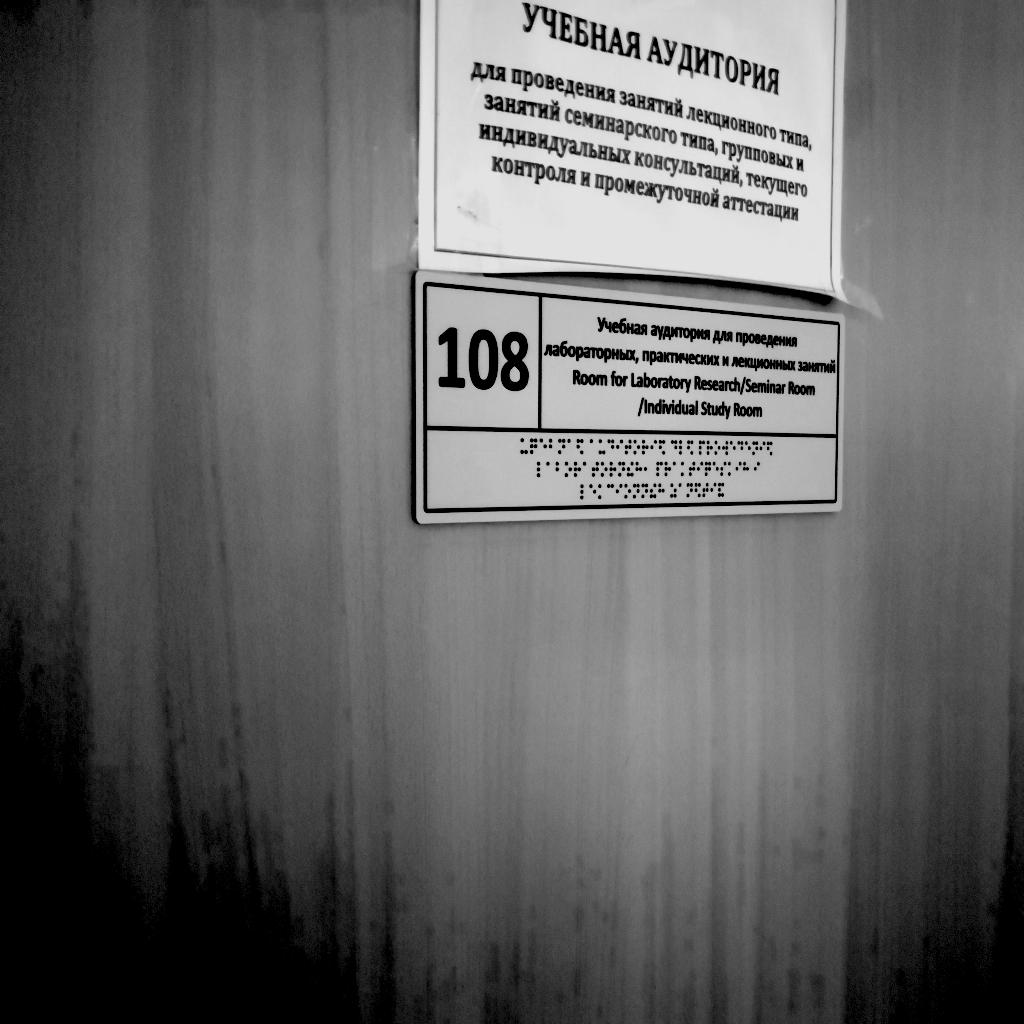 УЧЕБНАЯ АУДИТОРИЯ
для проведения занятий лекционного типа,
занятий семинарского типа, групповых и
индивидуальных консультаций, текущего
контроля и промежуточной аттестации
108
Учебная аудитория для проведения
лабораторных, практических и лекционных занятий
Room for Laboratory Research/Seminar Room
/Individual Study Room